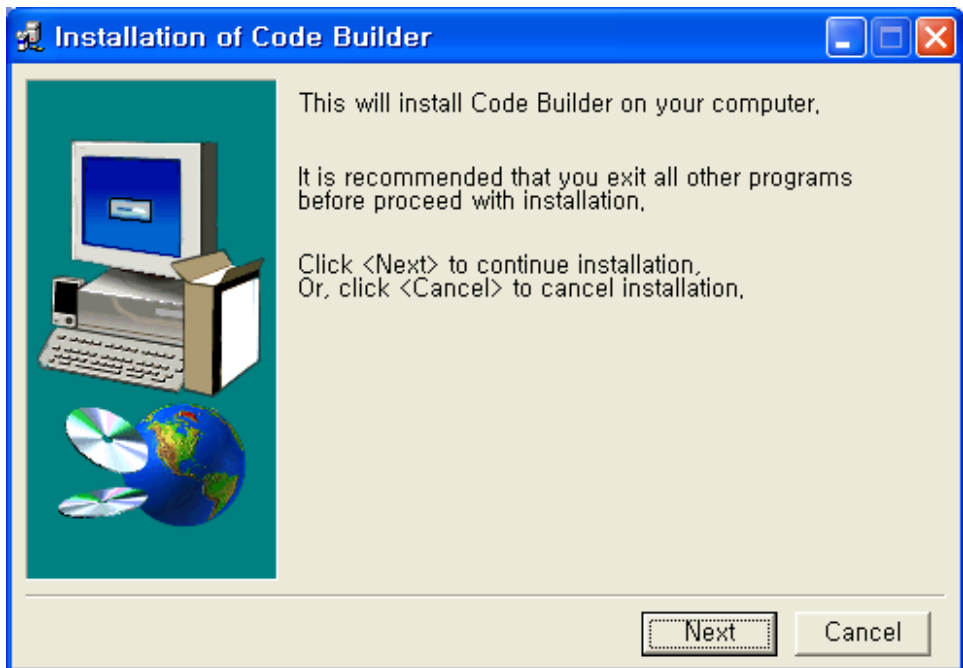 Installation of Code Builder
This will install Code Builder on your computer,
It is recommended that you exit all other programs
before proceed with installation,
Click <Next> to continue installation,
Or, click <Cancel> to cancel installation,
Next
Cancel